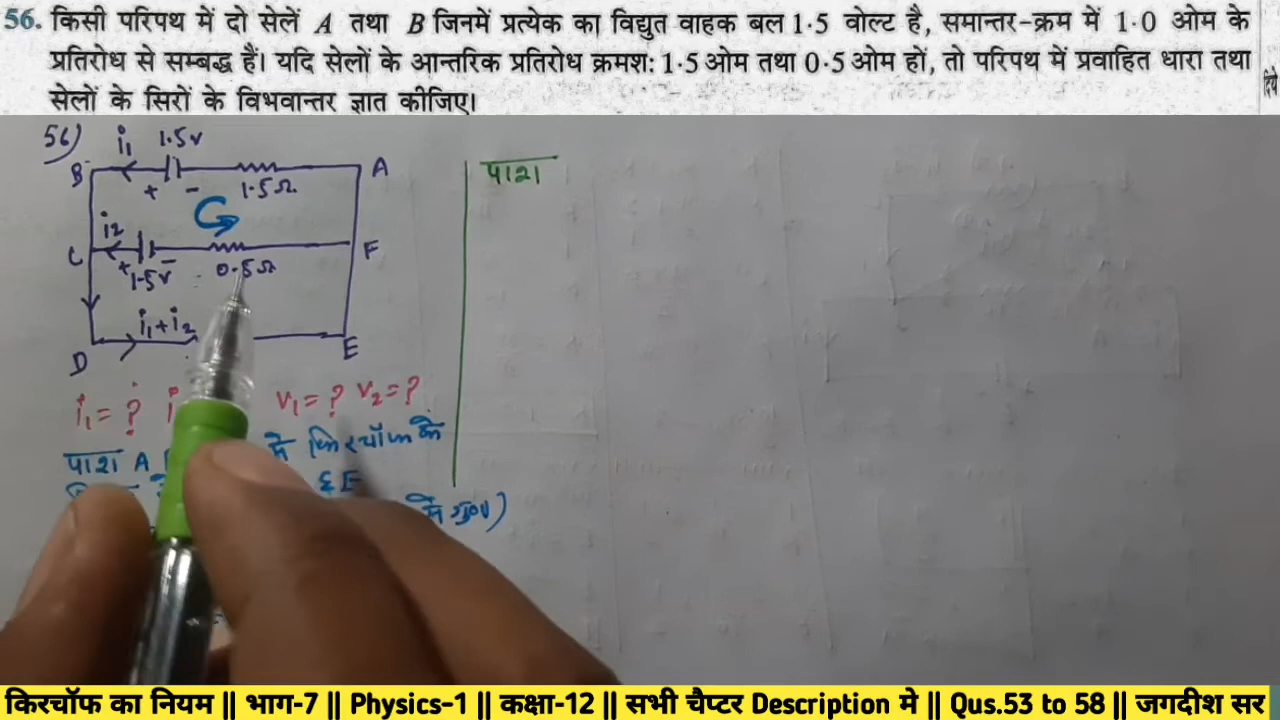 56. किसी परिपथ में दो सेलें A तथा B जिनमें प्रत्येक का विद्युत वाहक बल 1·5 वोल्ट है, समान्तर-क्रम में 1·0 ओम के
प्रतिरोध से सम्बद्ध हैं। यदि सेलों के आन्तरिक प्रतिरोध क्रमश: 1·5 ओम तथा 0·5 ओम हों, तो परिपथ में प्रवाहित धारा तथा
सेलों के सिरों के विभवान्तर ज्ञात कीजिए।
56)
i₁ 1.5v
B A
+ - 1.5Ω
i₂
C F
+ 1.5v - 0.5Ω
i₁+i₂
D E
i₁ = ? V₁ = ? V₂ = ?
पाश A में किरचॉफ के
में गुणा)
पाश
किरचॉफ का नियम || भाग-7 || Physics-1 || कक्षा-12 || सभी चैप्टर Description मे || Qus.53 to 58 || जगदीश सर